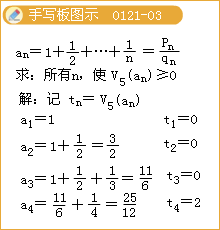 手写板图示 0121-03
aₙ=1+1/2+…+1/n=Pₙ/qₙ
求:所有n,使 V₅(aₙ)≥0
解:记 tₙ=V₅(aₙ)
a₁=1 t₁=0
a₂=1+1/2=3/2 t₂=0
a₃=1+1/2+1/3=11/6 t₃=0
a₄=11/6+1/4=25/12 t₄=2